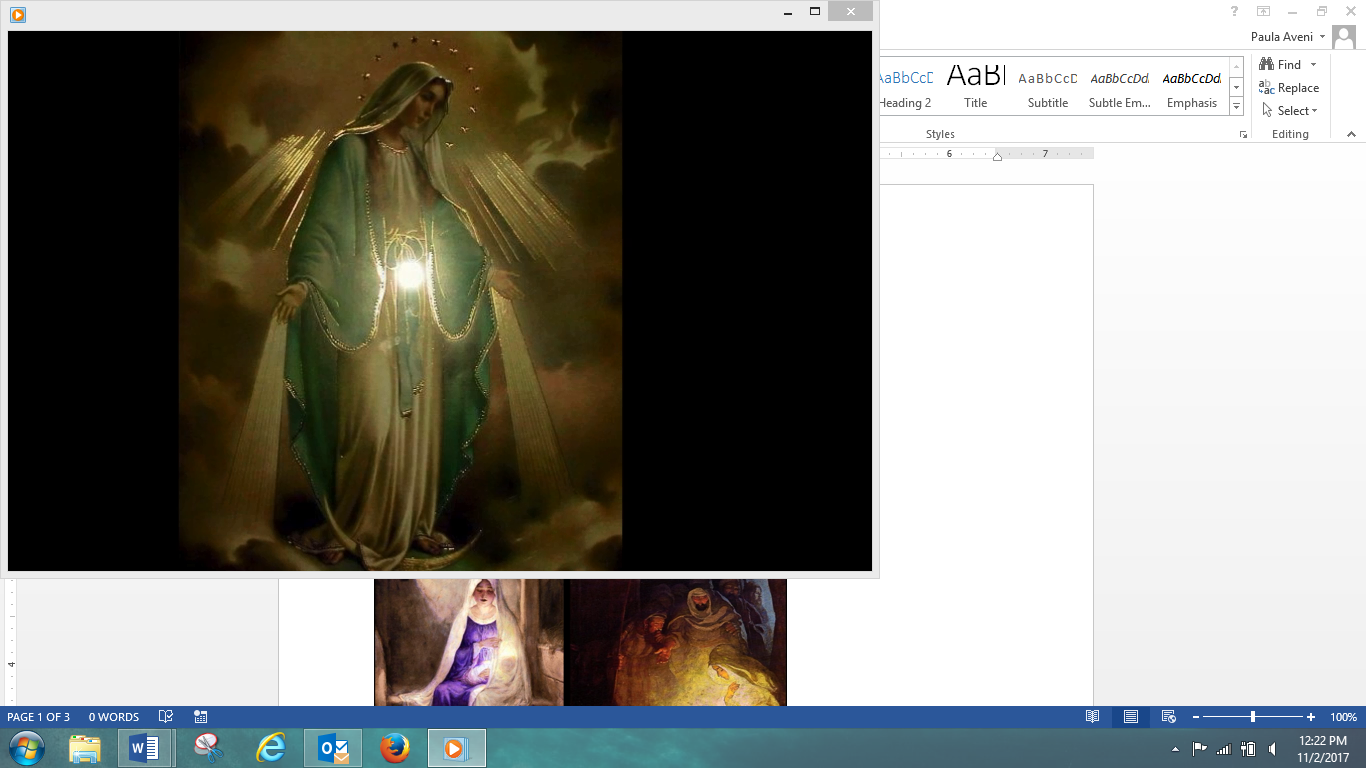 Paula Aveni
Find
Replace
Select
Editing
AaBbCcD
AaBl
AaBbCcD
AaBbCcDd
AaBbCcDd
Heading 2
Title
Subtitle
Subtle Em...
Emphasis
Styles
6
7
4
PAGE 1 OF 3
0 WORDS
100%
12:22 PM
11/2/2017